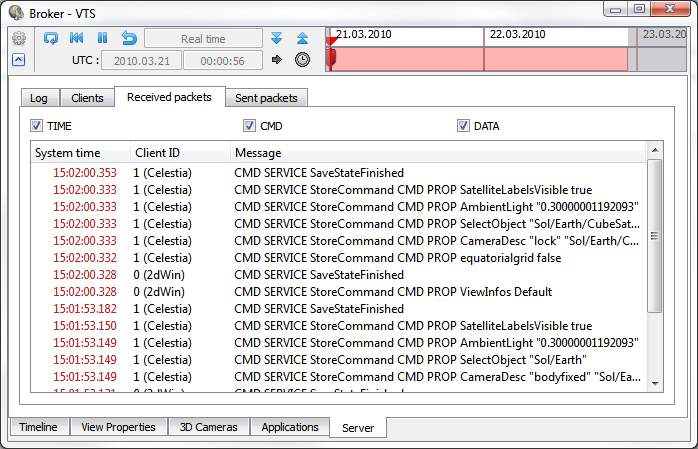 Broker - VTS
Real time
21.03.2010 22.03.2010 23.03.2010
UTC : 2010.03.21 00:00:56
Log Clients Received packets Sent packets
TIME CMD DATA
System time Client ID Message
15:02:00.353 1 (Celestia) CMD SERVICE SaveStateFinished
15:02:00.333 1 (Celestia) CMD SERVICE StoreCommand CMD PROP SatelliteLabelsVisible true
15:02:00.333 1 (Celestia) CMD SERVICE StoreCommand CMD PROP AmbientLight "0.30000001192093"
15:02:00.333 1 (Celestia) CMD SERVICE StoreCommand CMD PROP SelectObject "Sol/Earth/CubeSat...
15:02:00.333 1 (Celestia) CMD SERVICE StoreCommand CMD PROP CameraDesc "lock" "Sol/Earth/C...
15:02:00.332 1 (Celestia) CMD SERVICE StoreCommand CMD PROP equatorialgrid false
15:02:00.328 0 (2dWin) CMD SERVICE SaveStateFinished
15:02:00.328 0 (2dWin) CMD SERVICE StoreCommand CMD PROP ViewInfos Default
15:01:53.182 1 (Celestia) CMD SERVICE SaveStateFinished
15:01:53.150 1 (Celestia) CMD SERVICE StoreCommand CMD PROP SatelliteLabelsVisible true
15:01:53.149 1 (Celestia) CMD SERVICE StoreCommand CMD PROP AmbientLight "0.30000001192093"
15:01:53.149 1 (Celestia) CMD SERVICE StoreCommand CMD PROP SelectObject "Sol/Earth"
15:01:53.149 1 (Celestia) CMD SERVICE StoreCommand CMD PROP CameraDesc "bodyfixed" "Sol/Ea...
0 (2dWin) CMD SERVICE SaveStateFinished
Timeline View Properties 3D Cameras Applications Server